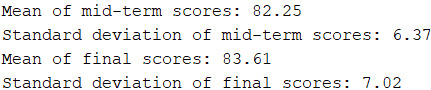 Mean of mid-term scores: 82.25
Standard deviation of mid-term scores: 6.37
Mean of final scores: 83.61
Standard deviation of final scores: 7.02